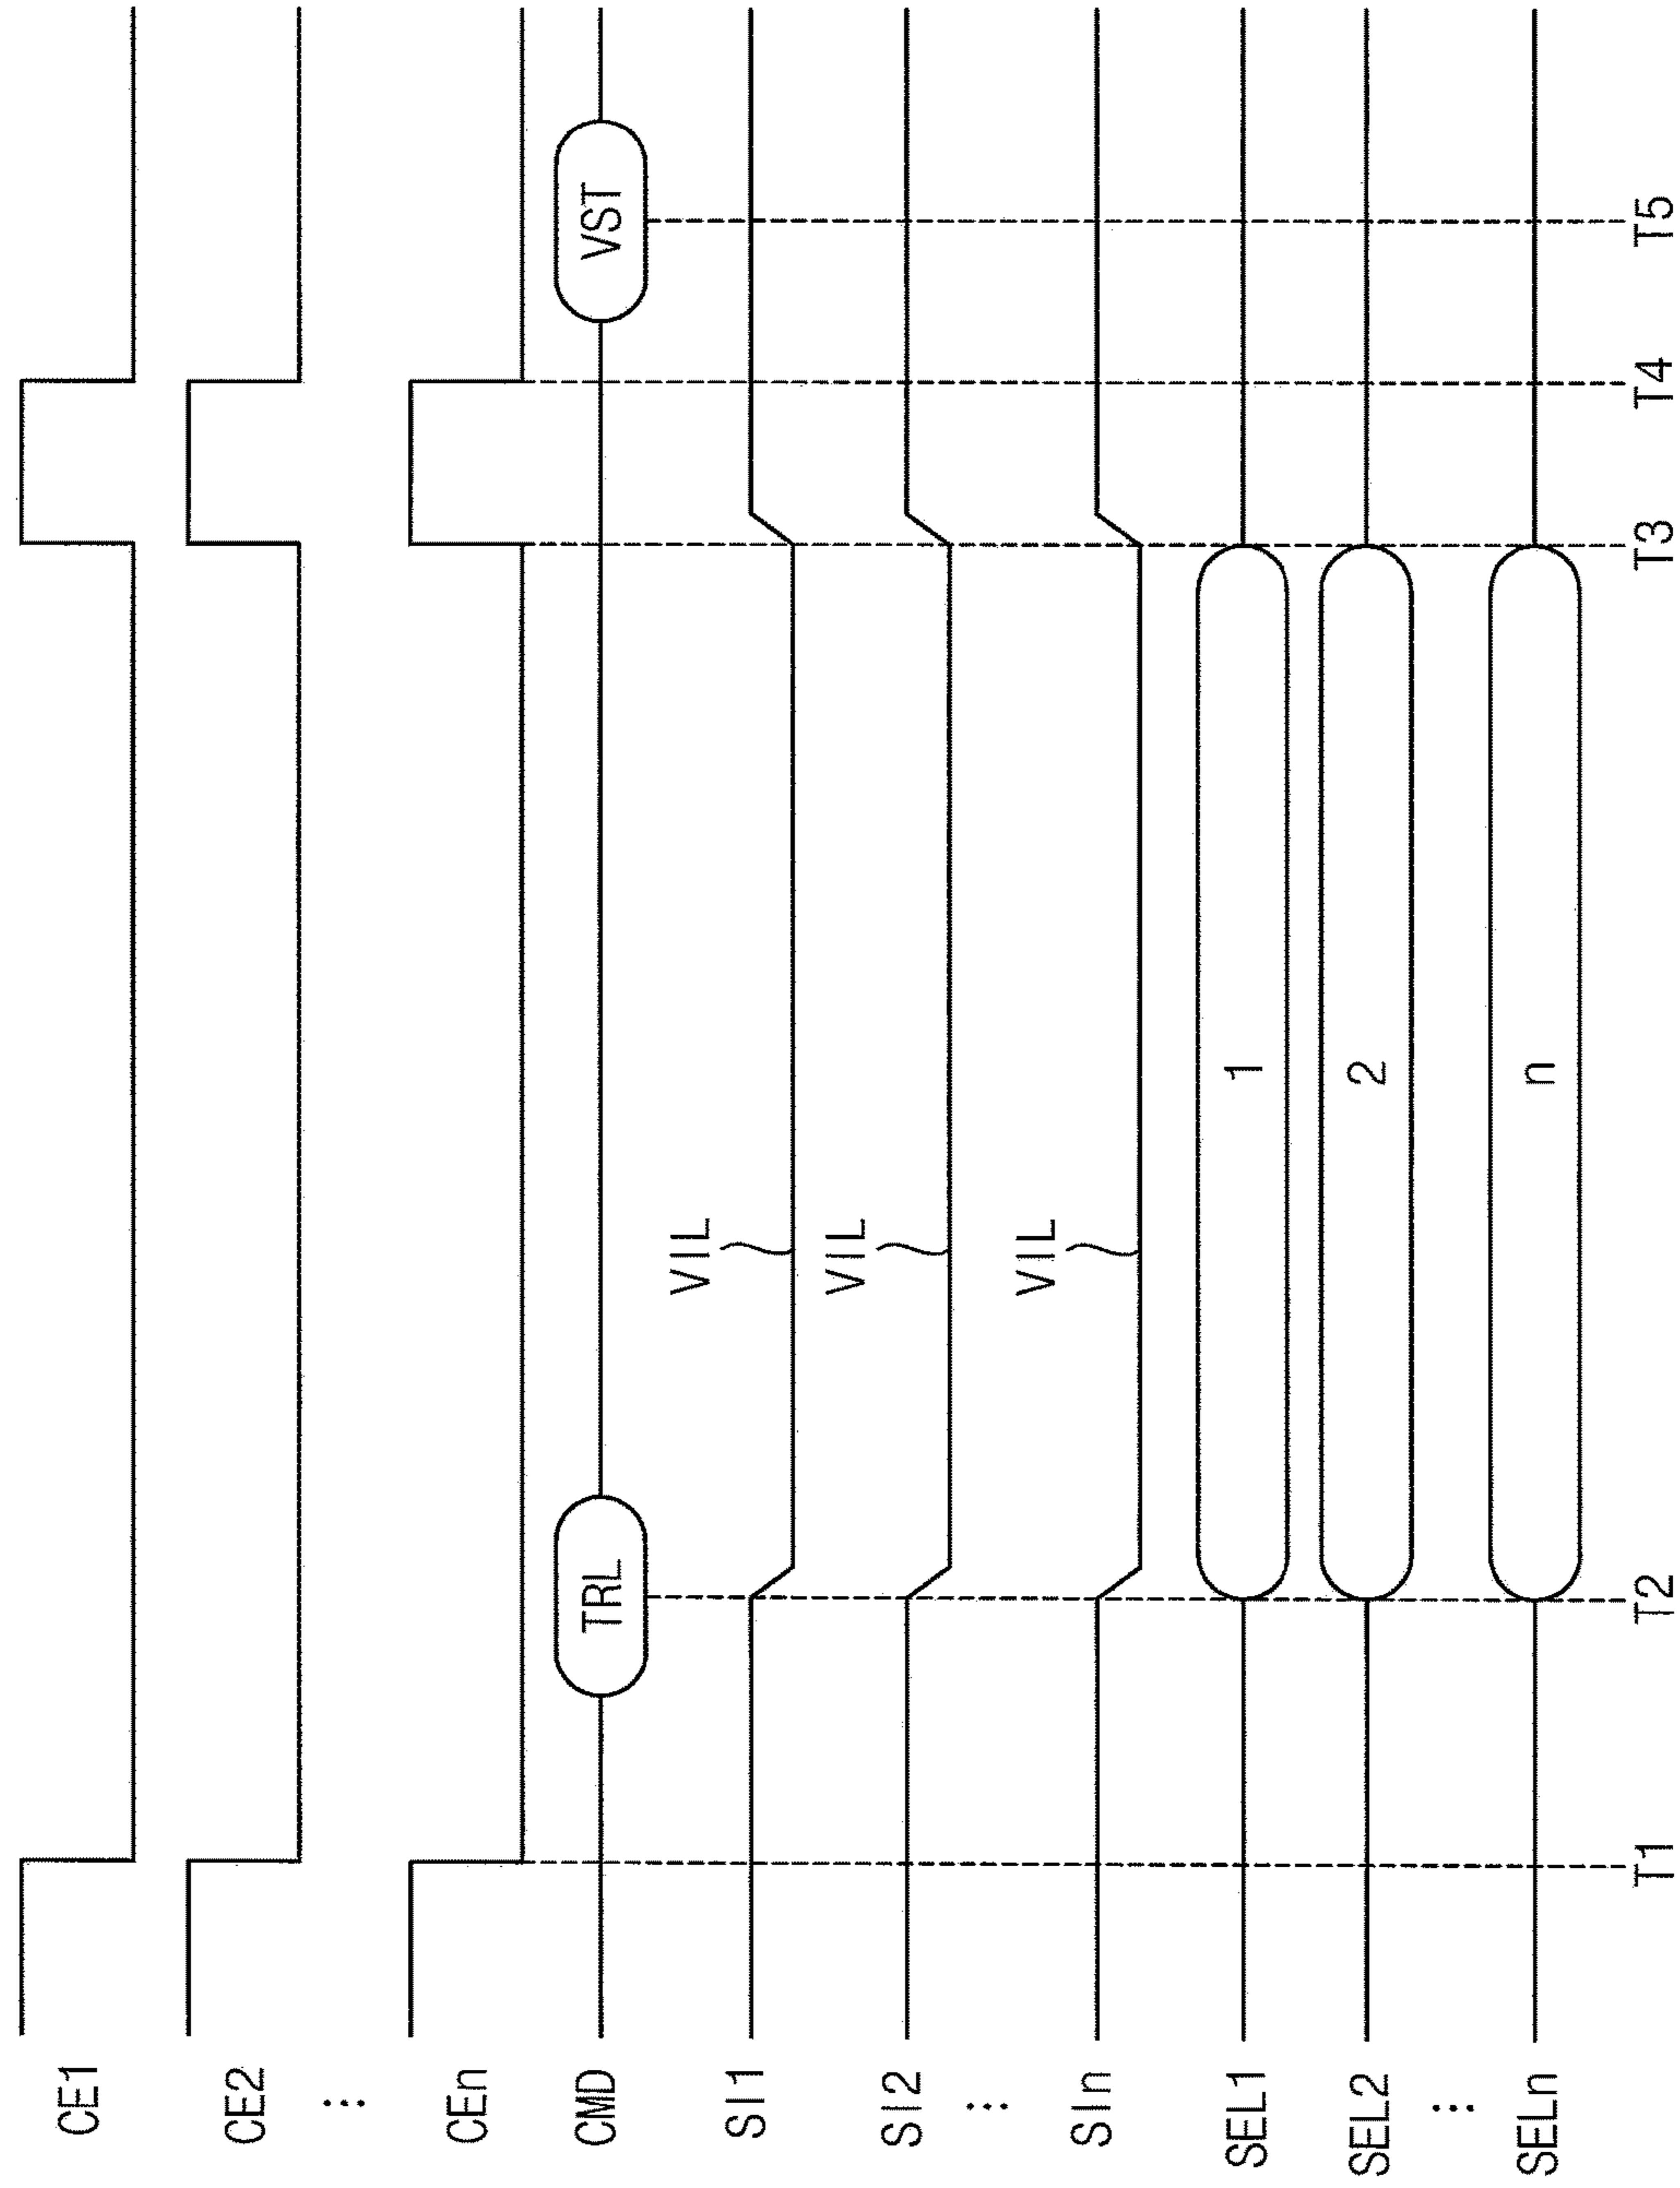 CE1
CE2
⋮
CEn
CMD TRL VST
SI1 VIL
SI2 VIL
⋮
SIn VIL
SEL1 1
SEL2 2
⋮
SELn n
T1 T2 T3 T4 T5